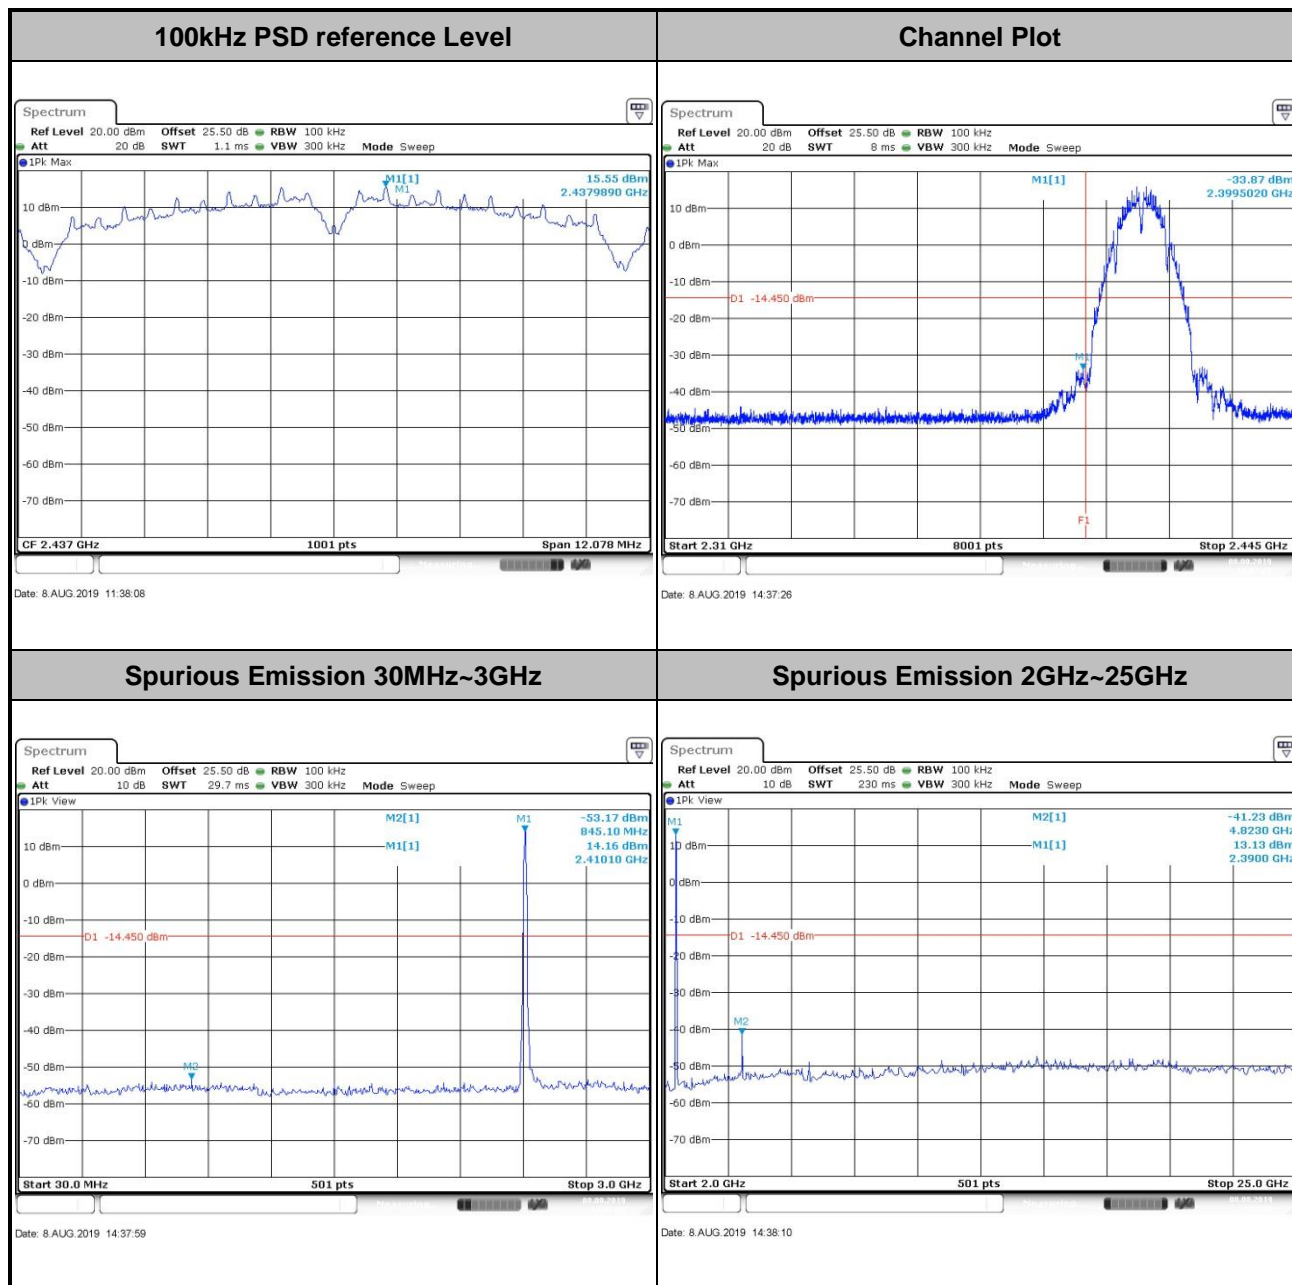 100kHz PSD reference Level
Spectrum
Ref Level 20.00 dBm Offset 25.50 dB RBW 100 kHz
Att 20 dB SWT 1.1 ms VBW 300 kHz Mode Sweep
1Pk Max
M1[1] 15.55 dBm
2.4379890 GHz
M1
10 dBm
0 dBm
-10 dBm
-20 dBm
-30 dBm
-40 dBm
-50 dBm
-60 dBm
-70 dBm
CF 2.437 GHz 1001 pts Span 12.078 MHz
Date: 8.AUG.2019 11:38:08
Channel Plot
Spectrum
Ref Level 20.00 dBm Offset 25.50 dB RBW 100 kHz
Att 20 dB SWT 8 ms VBW 300 kHz Mode Sweep
1Pk Max
M1[1] -33.87 dBm
2.3995020 GHz
10 dBm
0 dBm
-10 dBm
D1 -14.450 dBm
-20 dBm
-30 dBm
M1
-40 dBm
-50 dBm
-60 dBm
-70 dBm
F1
Start 2.31 GHz 8001 pts Stop 2.445 GHz
Date: 8.AUG.2019 14:37:26
Spurious Emission 30MHz~3GHz
Spectrum
Ref Level 20.00 dBm Offset 25.50 dB RBW 100 kHz
Att 10 dB SWT 29.7 ms VBW 300 kHz Mode Sweep
1Pk View
M2[1] -53.17 dBm
845.10 MHz
M1
10 dBm
M1[1] 14.16 dBm
2.41010 GHz
0 dBm
-10 dBm
D1 -14.450 dBm
-20 dBm
-30 dBm
-40 dBm
-50 dBm
M2
-60 dBm
-70 dBm
Start 30.0 MHz 501 pts Stop 3.0 GHz
Date: 8.AUG.2019 14:37:59
Spurious Emission 2GHz~25GHz
Spectrum
Ref Level 20.00 dBm Offset 25.50 dB RBW 100 kHz
Att 10 dB SWT 230 ms VBW 300 kHz Mode Sweep
1Pk View
M2[1] -41.23 dBm
4.8230 GHz
M1
10 dBm
M1[1] 13.13 dBm
2.3900 GHz
0 dBm
-10 dBm
D1 -14.450 dBm
-20 dBm
-30 dBm
M2
-40 dBm
-50 dBm
-60 dBm
-70 dBm
Start 2.0 GHz 501 pts Stop 25.0 GHz
Date: 8.AUG.2019 14:38:10